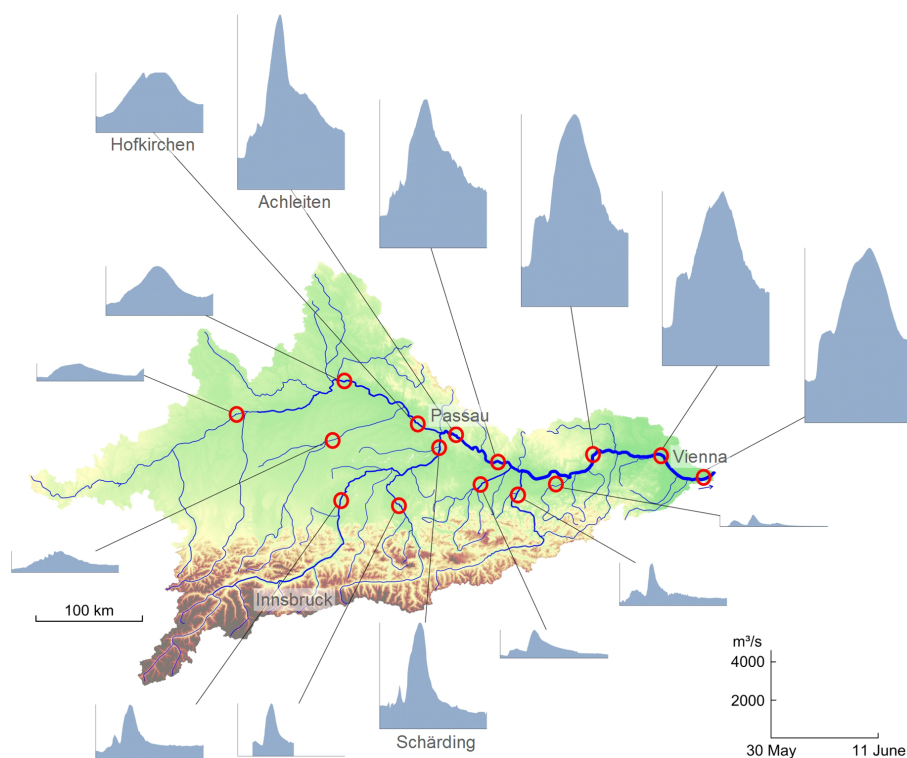 Hofkirchen
Achleiten
Passau
Vienna
Innsbruck
100 km
Schärding
m³/s
4000
2000
30 May
11 June